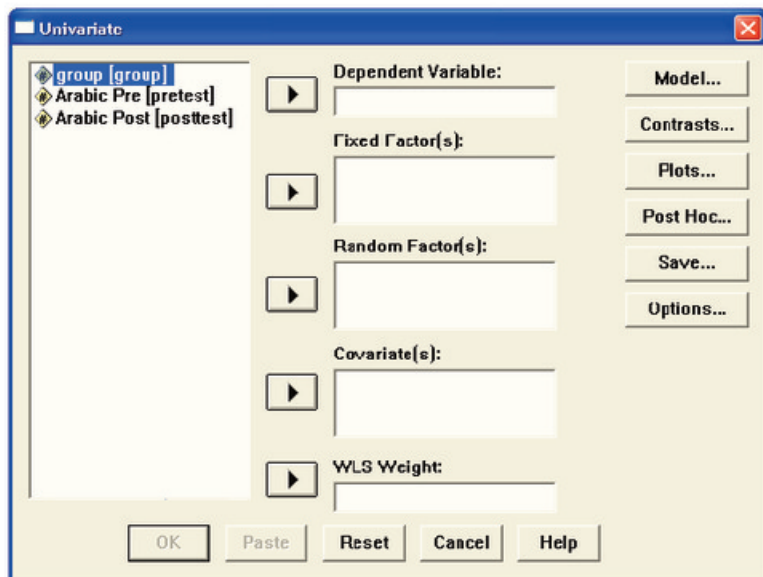 Univariate
group [group]
Arabic Pre [pretest]
Arabic Post [posttest]
Dependent Variable:
Fixed Factor(s):
Random Factor(s):
Covariate(s):
WLS Weight:
Model...
Contrasts...
Plots...
Post Hoc...
Save...
Options...
OK
Paste
Reset
Cancel
Help